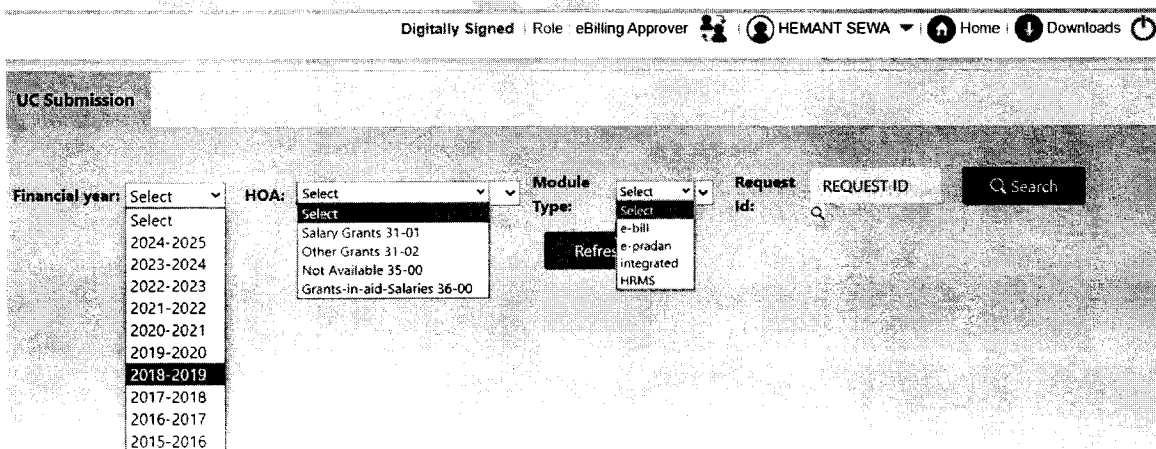 Digitally Signed | Role : eBilling Approver | HEMANT SEWA | Home | Downloads
UC Submission
Financial year: Select HOA: Select Module Type: Select Request Id: REQUEST ID Search
Select
2024-2025
2023-2024
2022-2023
2021-2022
2020-2021
2019-2020
2018-2019
2017-2018
2016-2017
2015-2016
Select
Salary Grants 31-01
Other Grants 31-02
Not Available 35-00
Grants-in-aid-Salaries 36-00
Select
e-bill
e-pradan
integrated
HRMS
Refres